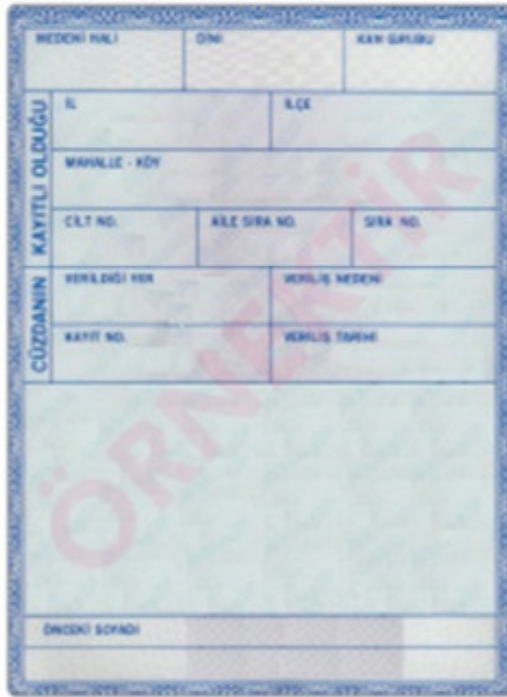 MEDENİ HALİ DİNİ KAN GRUBU
KAYITLI OLDUĞU
İL İLÇE
MAHALLE - KÖY
CİLT NO. AİLE SIRA NO. SIRA NO.
CÜZDANIN
VERİLDİĞİ YER VERİLİŞ NEDENİ
KAYIT NO. VERİLİŞ TARİHİ
ÖRNEKTİR
ÖNCEKİ SOYADI